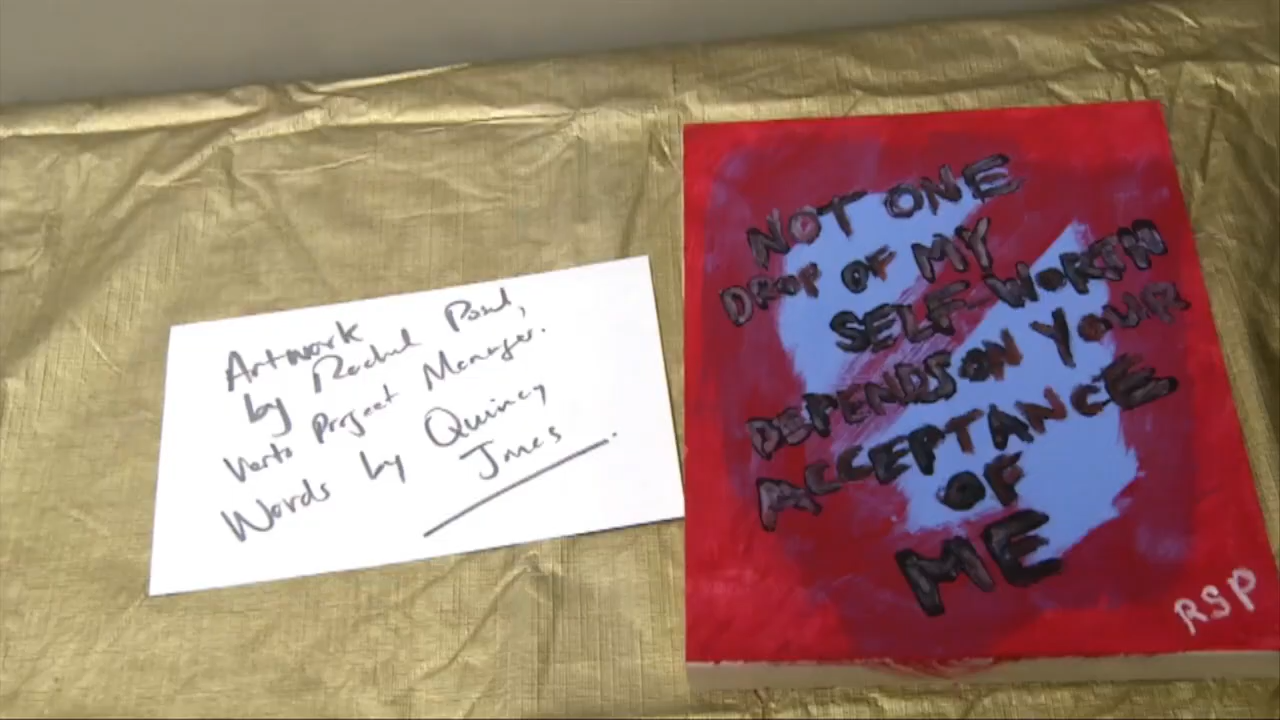 Artwork
by Rachel Paul,
Verto Project Manager.
Words by Quincy
Jones
NOT ONE
DROP OF MY
SELF WORTH
DEPENDS ON YOUR
ACCEPTANCE
OF
ME
RSP